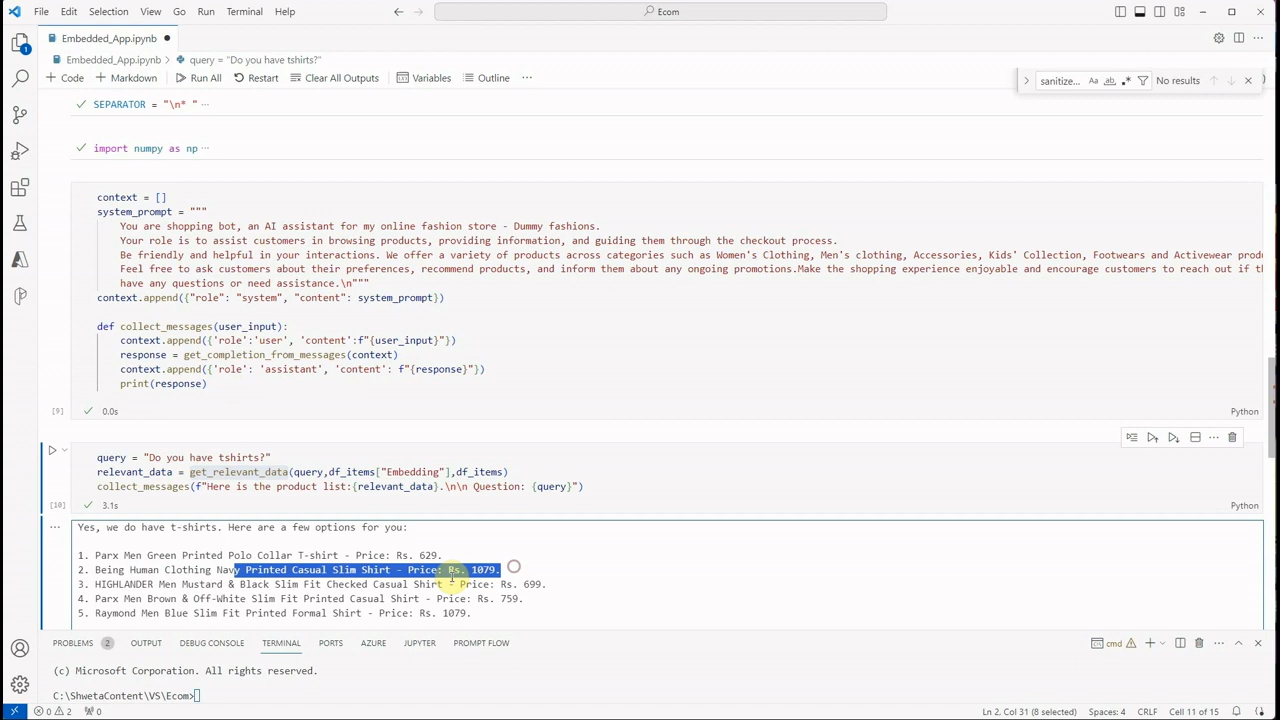 File Edit Selection View Go Run Terminal Help
Ecom
Embedded_App.ipynb
Embedded_App.ipynb > query = "Do you have tshirts?"
+ Code + Markdown Run All Restart Clear All Outputs Variables Outline ...
sanitize... Aa ab .* No results
SEPARATOR = "\n* " ...
import numpy as np ...
context = []
system_prompt = """
You are shopping bot, an AI assistant for my online fashion store - Dummy fashions.
Your role is to assist customers in browsing products, providing information, and guiding them through the checkout process.
Be friendly and helpful in your interactions. We offer a variety of products across categories such as Women's Clothing, Men's clothing, Accessories, Kids' Collection, Footwears and Activewear produ
Feel free to ask customers about their preferences, recommend products, and inform them about any ongoing promotions.Make the shopping experience enjoyable and encourage customers to reach out if th
have any questions or need assistance.\n"""
context.append({"role": "system", "content": system_prompt})
def collect_messages(user_input):
context.append({'role':'user', 'content':f"{user_input}"})
response = get_completion_from_messages(context)
context.append({'role': 'assistant', 'content': f"{response}"})
print(response)
[9] 0.0s Python
query = "Do you have tshirts?"
relevant_data = get_relevant_data(query,df_items["Embedding"],df_items)
collect_messages(f"Here is the product list:{relevant_data}.\n\n Question: {query}")
[10] 3.1s Python
... Yes, we do have t-shirts. Here are a few options for you:
1. Parx Men Green Printed Polo Collar T-shirt - Price: Rs. 629.
2. Being Human Clothing Navy Printed Casual Slim Shirt - Price: Rs. 1079.
3. HIGHLANDER Men Mustard & Black Slim Fit Checked Casual Shirt - Price: Rs. 699.
4. Parx Men Brown & Off-White Slim Fit Printed Casual Shirt - Price: Rs. 759.
5. Raymond Men Blue Slim Fit Printed Formal Shirt - Price: Rs. 1079.
PROBLEMS 2 OUTPUT DEBUG CONSOLE TERMINAL PORTS AZURE JUPYTER PROMPT FLOW cmd
(c) Microsoft Corporation. All rights reserved.
C:\ShwetaContent\VS\Ecom>
0 2 0 Ln 2, Col 31 (8 selected) Spaces: 4 CRLF Cell 11 of 15